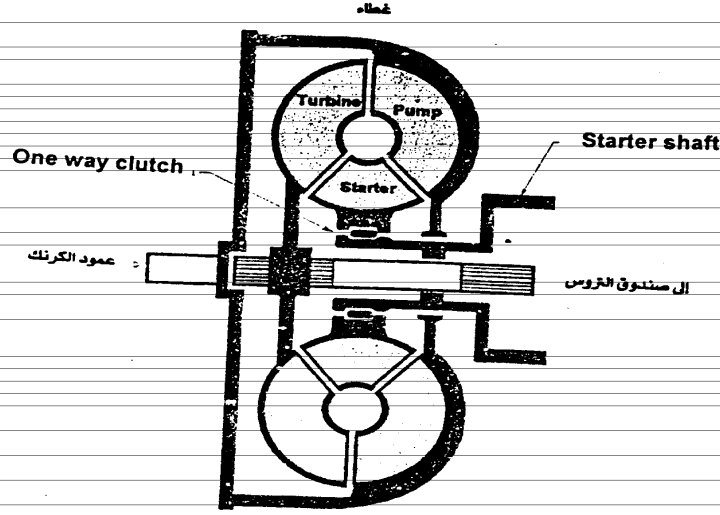 غطاء
Turbine
Pump
Starter shaft
One way clutch
Starter
عمود الكرنك
إلى صندوق التروس